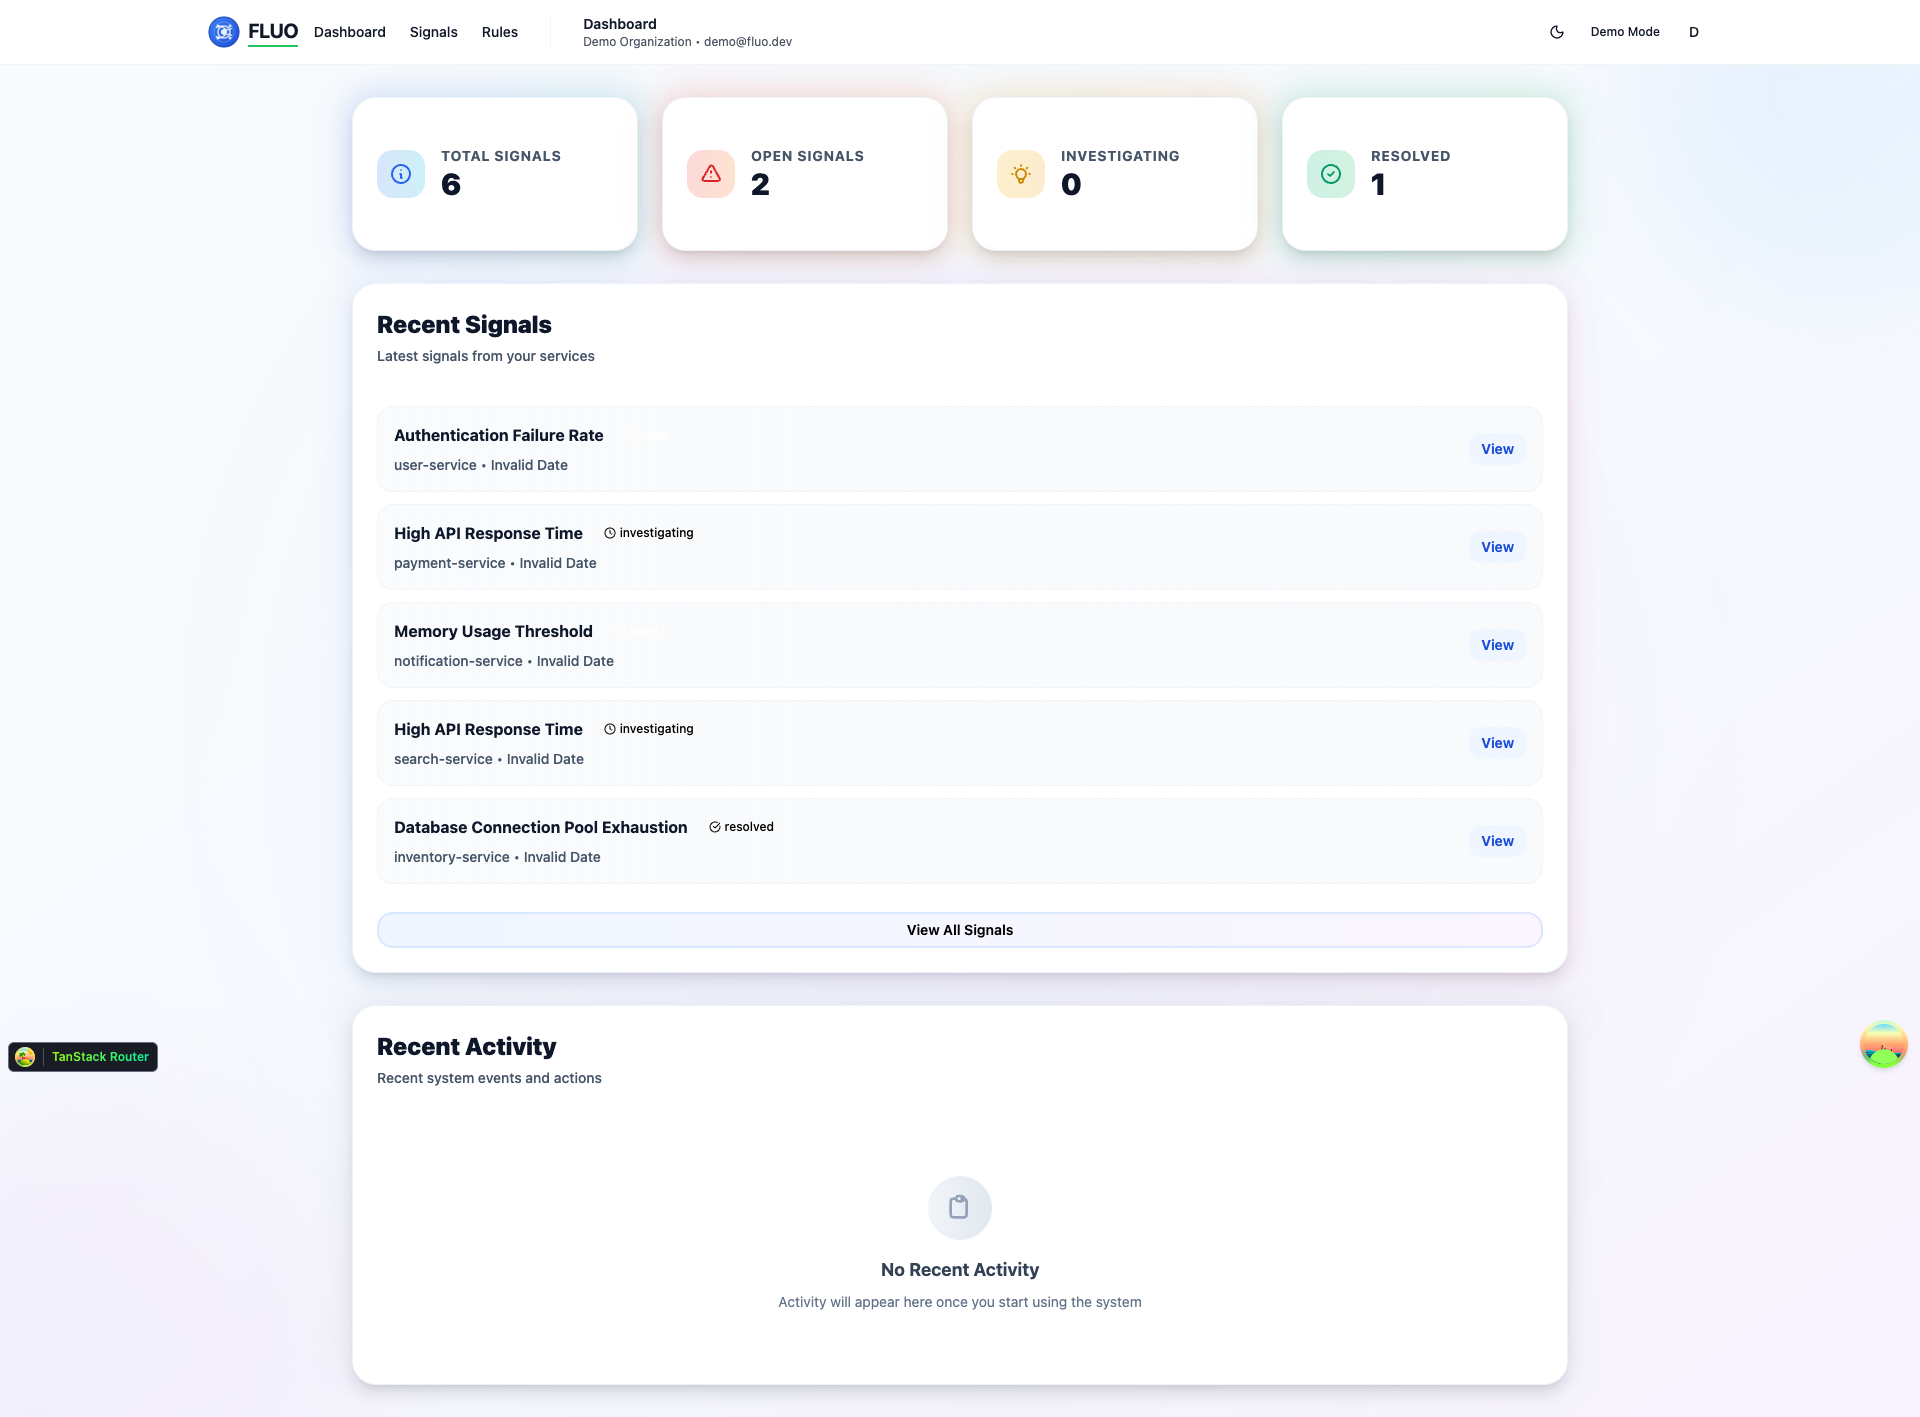 FLUO
Dashboard
Signals
Rules
Dashboard
Demo Organization • demo@fluo.dev
Demo Mode
D
TOTAL SIGNALS
6
OPEN SIGNALS
2
INVESTIGATING
0
RESOLVED
1
Recent Signals
Latest signals from your services
Authentication Failure Rate
user-service • Invalid Date
View
High API Response Time investigating
payment-service • Invalid Date
View
Memory Usage Threshold
notification-service • Invalid Date
View
High API Response Time investigating
search-service • Invalid Date
View
Database Connection Pool Exhaustion resolved
inventory-service • Invalid Date
View
View All Signals
Recent Activity
Recent system events and actions
TanStack Router
No Recent Activity
Activity will appear here once you start using the system